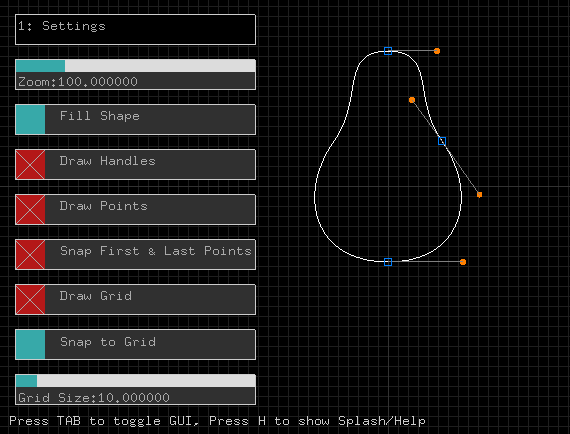 1: Settings
Zoom:100.000000
Fill Shape
Draw Handles
Draw Points
Snap First & Last Points
Draw Grid
Snap to Grid
Grid Size:10.000000
Press TAB to toggle GUI, Press H to show Splash/Help